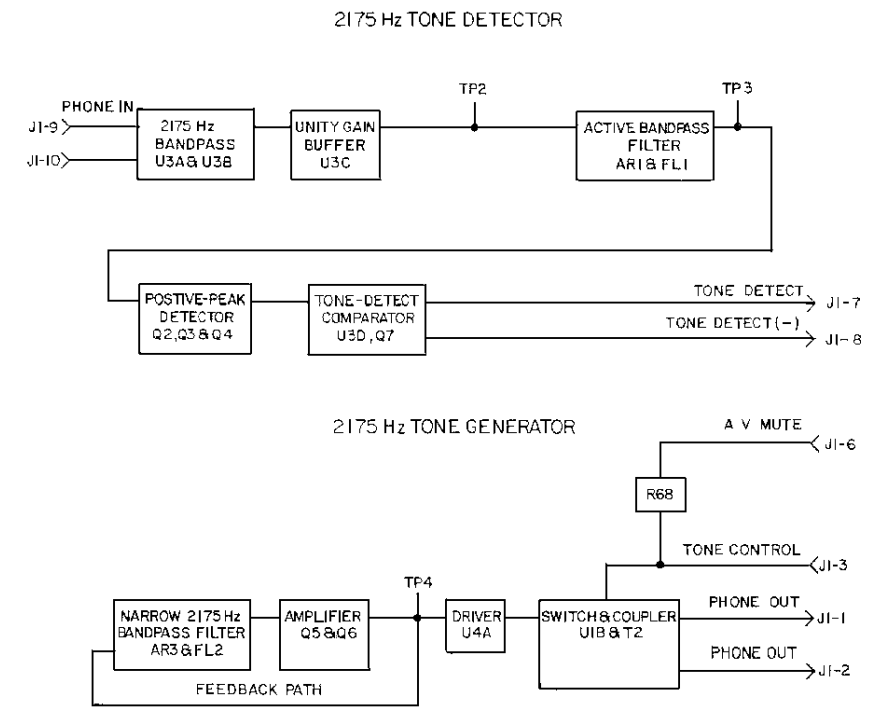 2175 Hz TONE DETECTOR
TP2
TP3
PHONE IN
J1-9
J1-10
2175 Hz
BANDPASS
U3A & U3B
UNITY GAIN
BUFFER
U3C
ACTIVE BANDPASS
FILTER
AR1 & FL1
POSTIVE-PEAK
DETECTOR
Q2, Q3 & Q4
TONE-DETECT
COMPARATOR
U3D, Q7
TONE DETECT
J1-7
TONE DETECT (-)
J1-8
2175 Hz TONE GENERATOR
A V MUTE
J1-6
R68
TONE CONTROL
J1-3
TP4
NARROW 2175 Hz
BANDPASS FILTER
AR3 & FL2
AMPLIFIER
Q5 & Q6
DRIVER
U4A
SWITCH & COUPLER
U1B & T2
PHONE OUT
J1-1
PHONE OUT
J1-2
FEEDBACK PATH